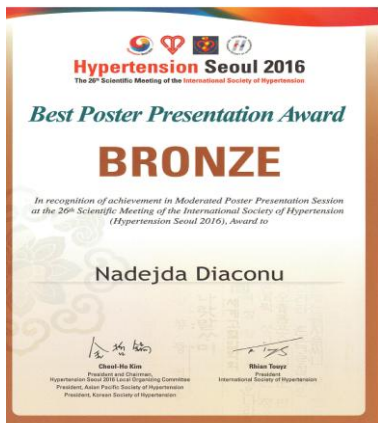 Hypertension Seoul 2016
The 26th Scientific Meeting of the International Society of Hypertension
Best Poster Presentation Award
BRONZE
In recognition of achievement in Moderated Poster Presentation Session
at the 26th Scientific Meeting of the International Society of Hypertension
(Hypertension Seoul 2016), Award to
Nadejda Diaconu
Cheol-Ho Kim
President and Chairman,
Hypertension Seoul 2016 Local Organizing Committee
President, Asian Pacific Society of Hypertension
President, Korean Society of Hypertension
Rhian Touyz
President
International Society of Hypertension